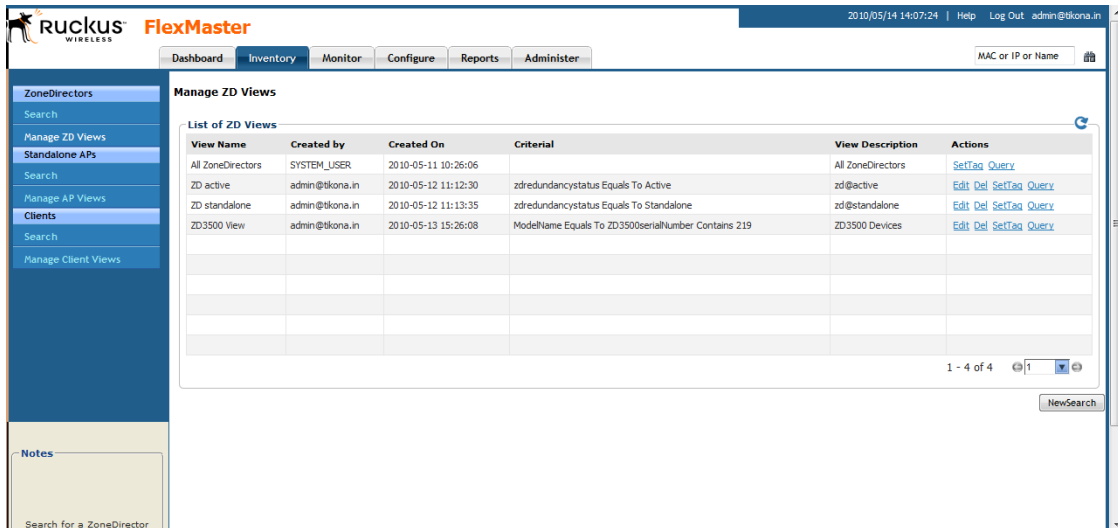 2010/05/14 14:07:24 | Help Log Out admin@tikona.in
RUCKUS FlexMaster
WIRELESS
Dashboard Inventory Monitor Configure Reports Administer MAC or IP or Name
ZoneDirectors
Search
Manage ZD Views
Standalone APs
Search
Manage AP Views
Clients
Search
Manage Client Views
Manage ZD Views
List of ZD Views
View Name Created by Created On Criterial View Description Actions
All ZoneDirectors SYSTEM_USER 2010-05-11 10:26:06 All ZoneDirectors SetTag Query
ZD active admin@tikona.in 2010-05-12 11:12:30 zdredundancystatus Equals To Active zd@active Edit Del SetTag Query
ZD standalone admin@tikona.in 2010-05-12 11:13:35 zdredundancystatus Equals To Standalone zd@standalone Edit Del SetTag Query
ZD3500 View admin@tikona.in 2010-05-13 15:26:08 ModelName Equals To ZD3500serialNumber Contains 219 ZD3500 Devices Edit Del SetTag Query
1 - 4 of 4 1
NewSearch
Notes
Search for a ZoneDirector